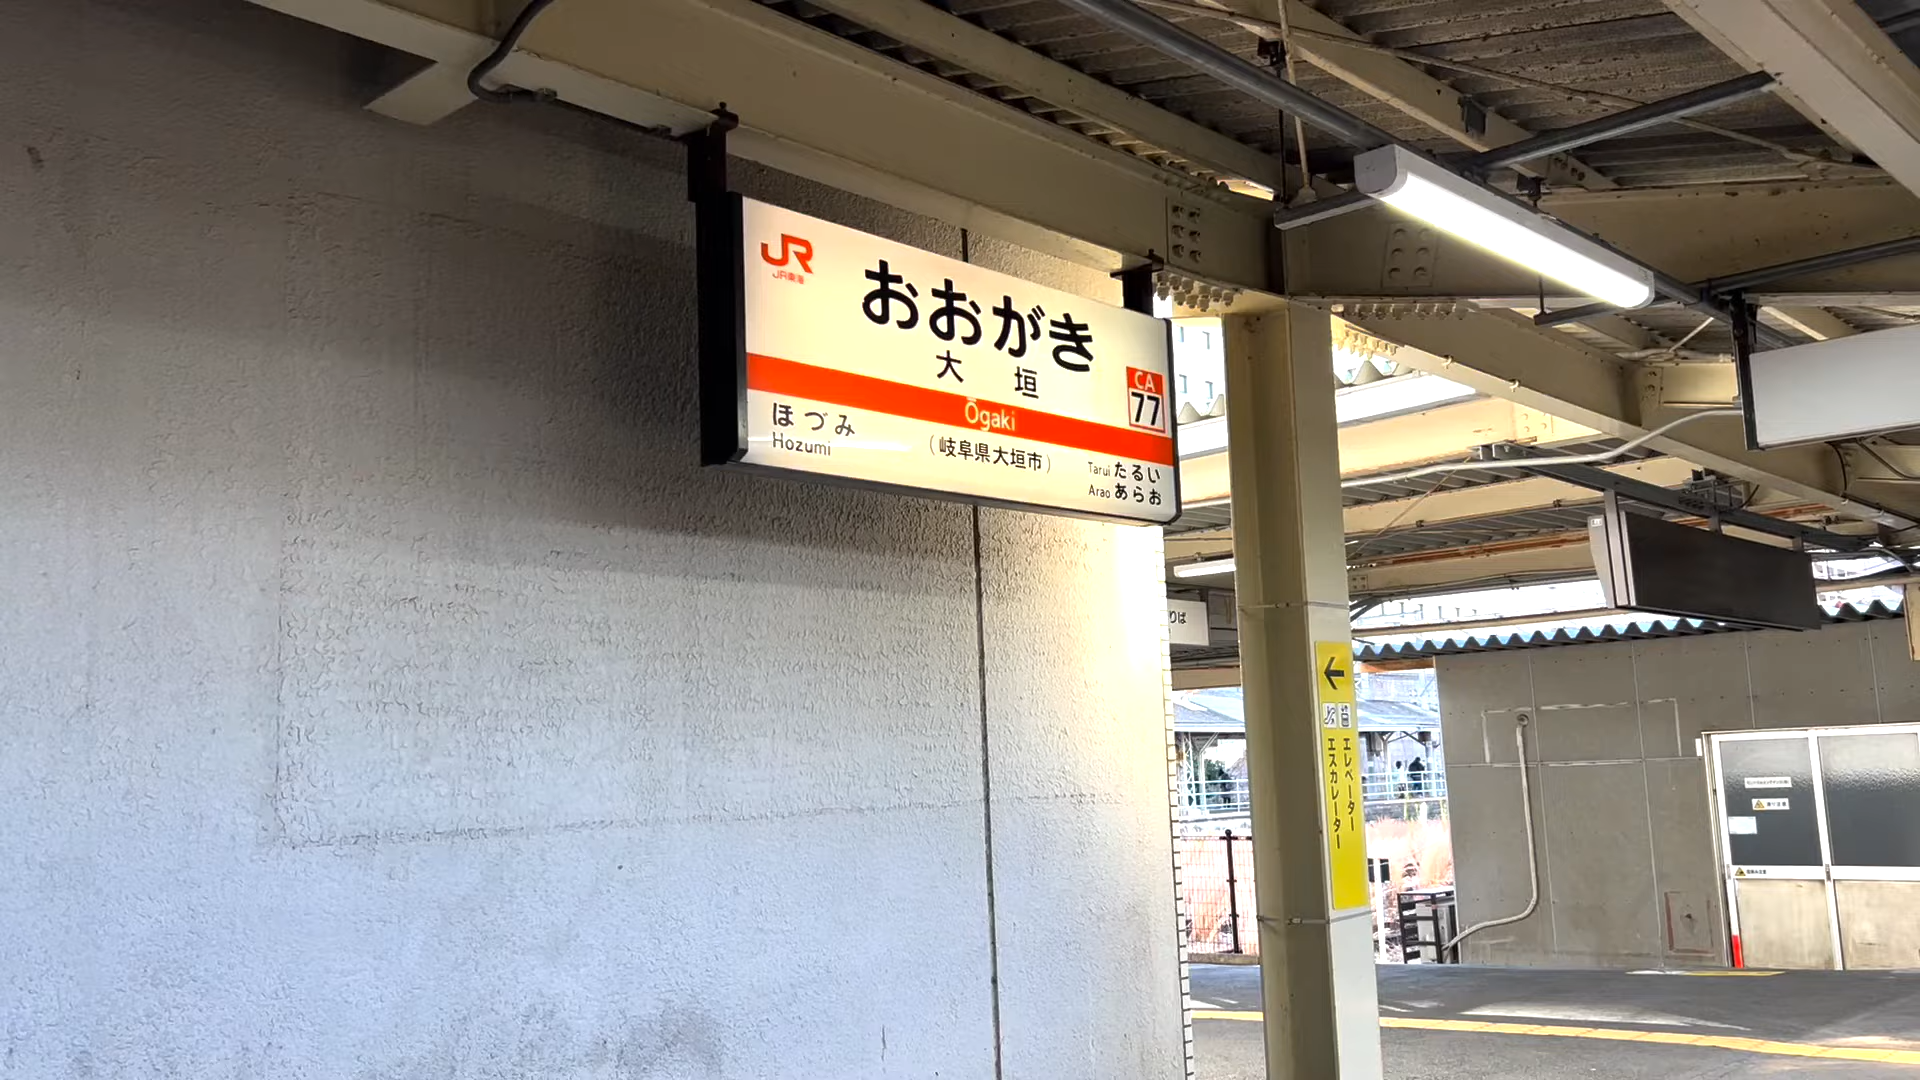 JR
JR東海
おおがき
大垣
CA
77
Ōgaki
ほづみ
Hozumi
(岐阜県大垣市)
Tarui たるい
Arao あらお
りば
エレベーター
エスカレーター